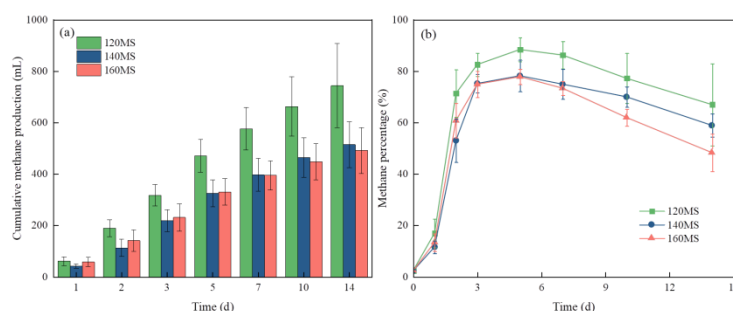 (a)
120MS
140MS
160MS
Cumulative methane production (mL)
1000
800
600
400
200
0
1 2 3 5 7 10 14
Time (d)
(b)
Methane percentage (%)
100
80
60
40
20
0
120MS
140MS
160MS
0 3 6 9 12 15
Time (d)